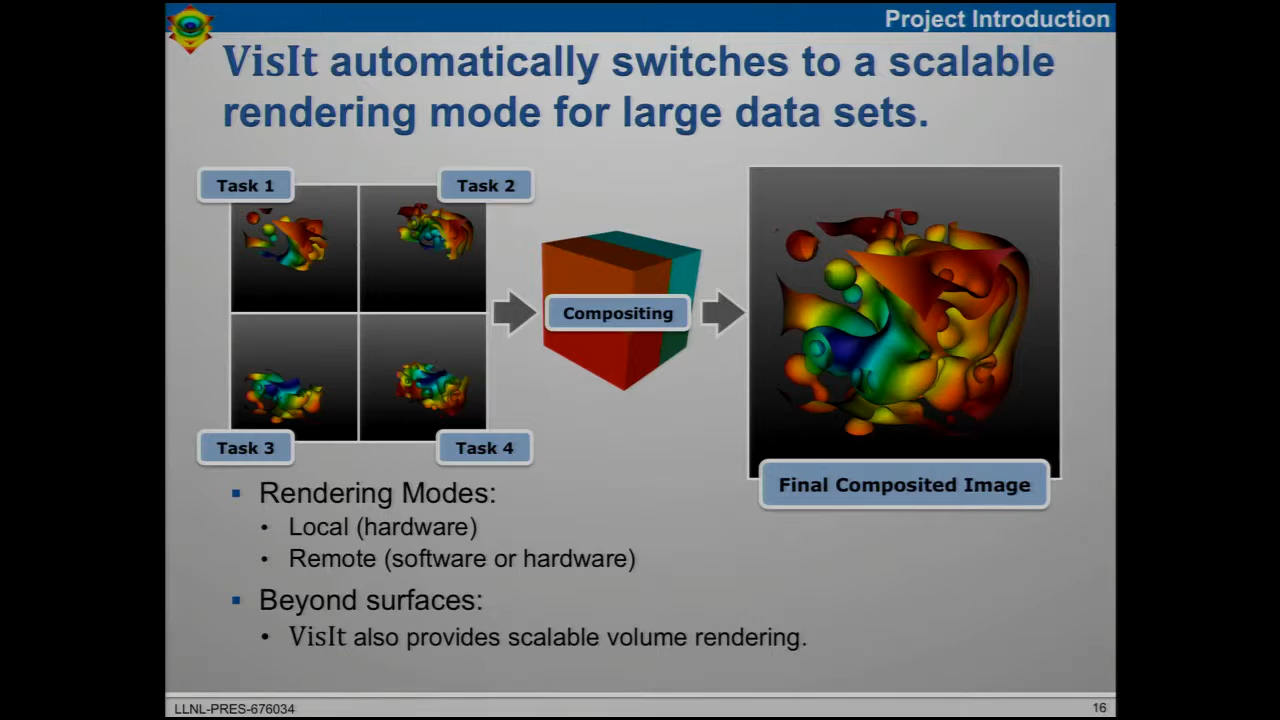 Project Introduction
VisIt automatically switches to a scalable
rendering mode for large data sets.
Task 1
Task 2
Compositing
Task 3
Task 4
Final Composited Image
▪ Rendering Modes:
• Local (hardware)
• Remote (software or hardware)
▪ Beyond surfaces:
• VisIt also provides scalable volume rendering.
LLNL-PRES-676034
16